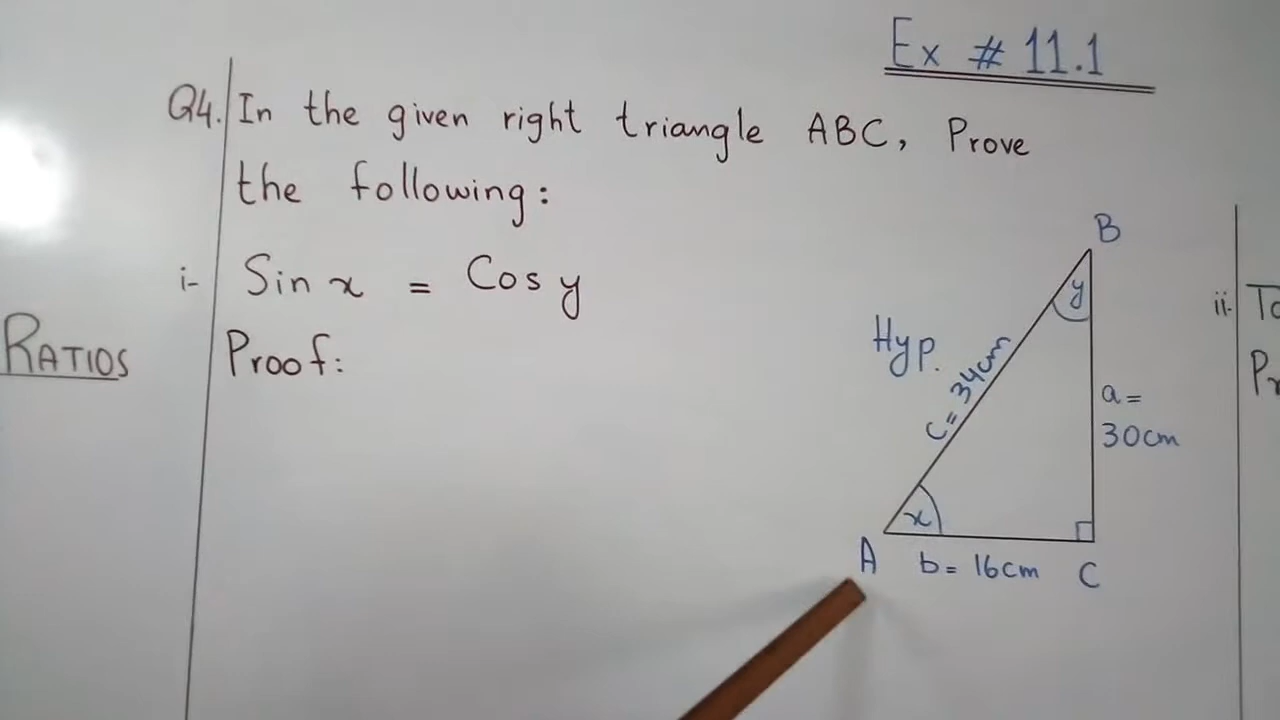 Ex # 11.1
Q4. In the given right triangle ABC, Prove
the following:
i- Sin x = Cos y
Proof:
RATIOS
B
y
Hyp.
c= 34cm
a=
30cm
x
A
b= 16cm
C
ii-